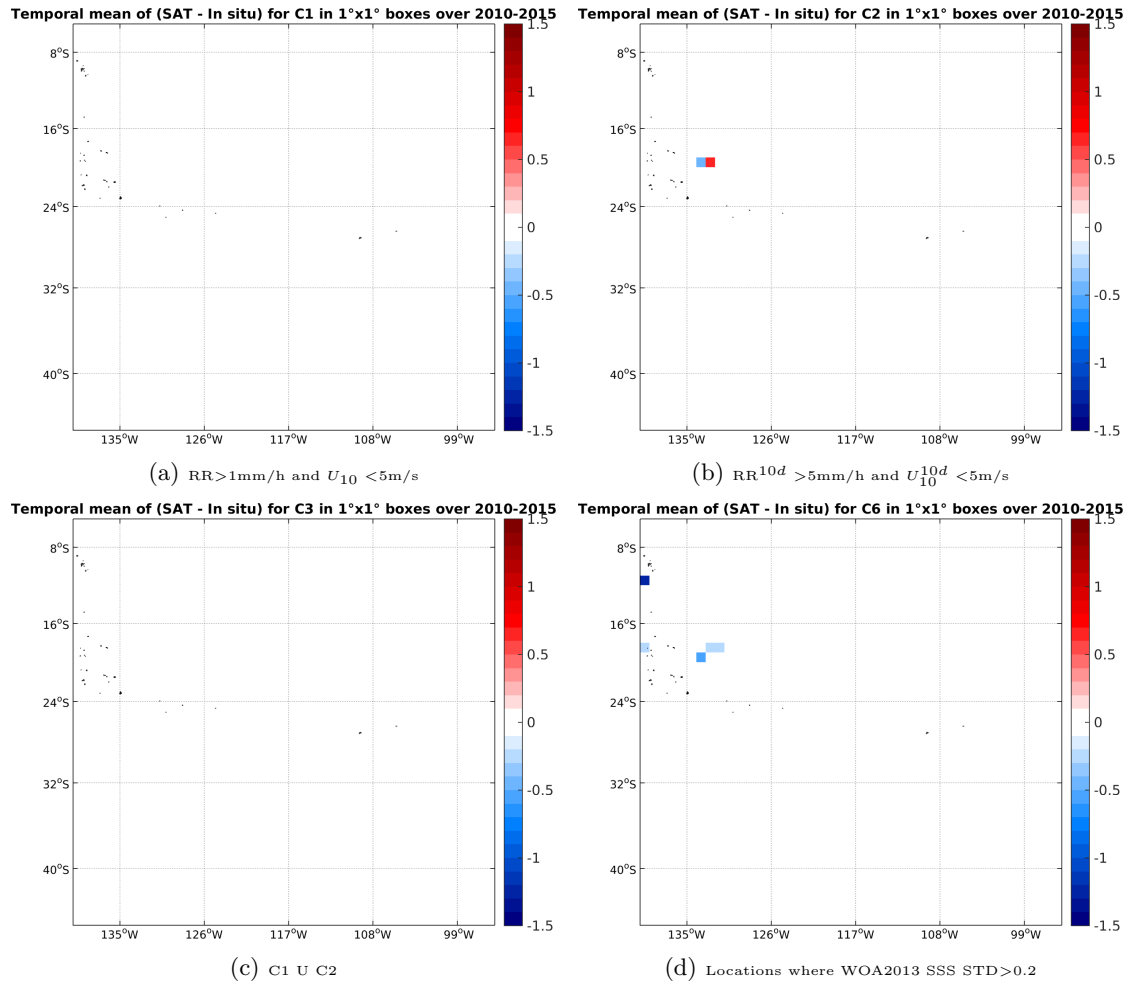 Temporal mean of (SAT - In situ) for C1 in 1°x1° boxes over 2010-2015
8°S
16°S
24°S
32°S
40°S
135°W 126°W 117°W 108°W 99°W
1.5
1
0.5
0
-0.5
-1
-1.5
(a) RR>1mm/h and U₁₀ <5m/s
Temporal mean of (SAT - In situ) for C2 in 1°x1° boxes over 2010-2015
8°S
16°S
24°S
32°S
40°S
135°W 126°W 117°W 108°W 99°W
1.5
1
0.5
0
-0.5
-1
-1.5
(b) RR^{10d} >5mm/h and U_{10}^{10d} <5m/s
Temporal mean of (SAT - In situ) for C3 in 1°x1° boxes over 2010-2015
8°S
16°S
24°S
32°S
40°S
135°W 126°W 117°W 108°W 99°W
1.5
1
0.5
0
-0.5
-1
-1.5
(c) C1 U C2
Temporal mean of (SAT - In situ) for C6 in 1°x1° boxes over 2010-2015
8°S
16°S
24°S
32°S
40°S
135°W 126°W 117°W 108°W 99°W
1.5
1
0.5
0
-0.5
-1
-1.5
(d) Locations where WOA2013 SSS STD>0.2